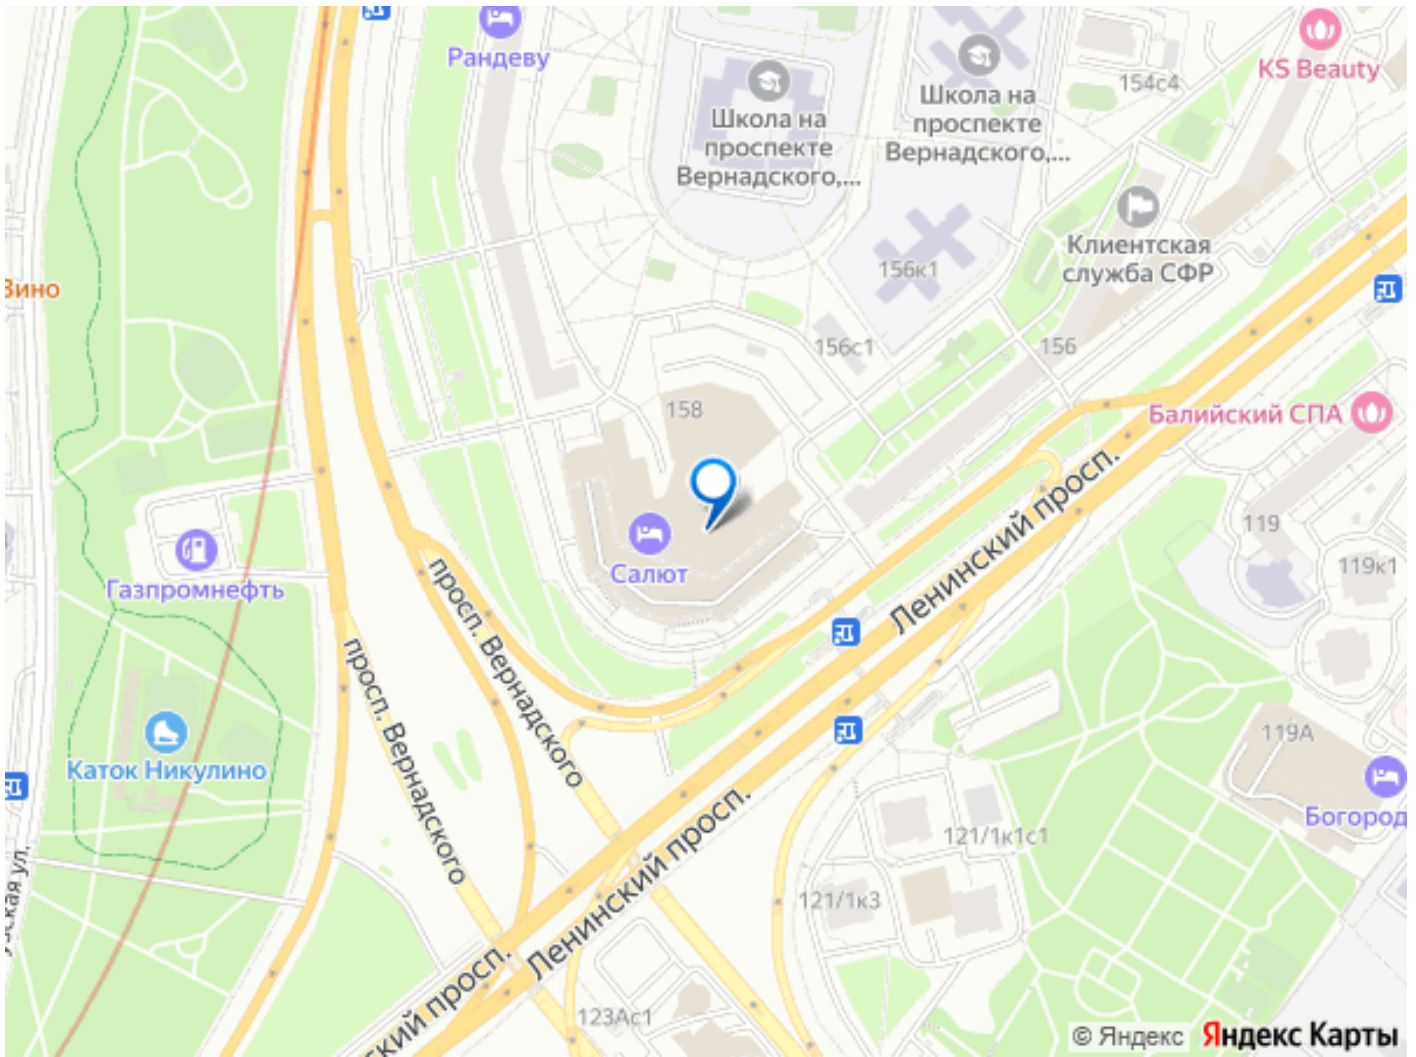 Рандеву
Школа на
проспекте
Вернадского,...
Школа на
проспекте
Вернадского,...
154с4
KS Beauty
Клиентская
служба СФР
156к1
Вино
156с1
156
158
Балийский СПА
Ленинский просп.
119
119к1
Салют
Газпромнефть
просп. Вернадского
просп. Вернадского
Каток Никулино
119А
Богород
Ленинский просп.
121/1к1с1
121/1к3
ский просп.
123Ас1
© Яндекс Яндекс Карты